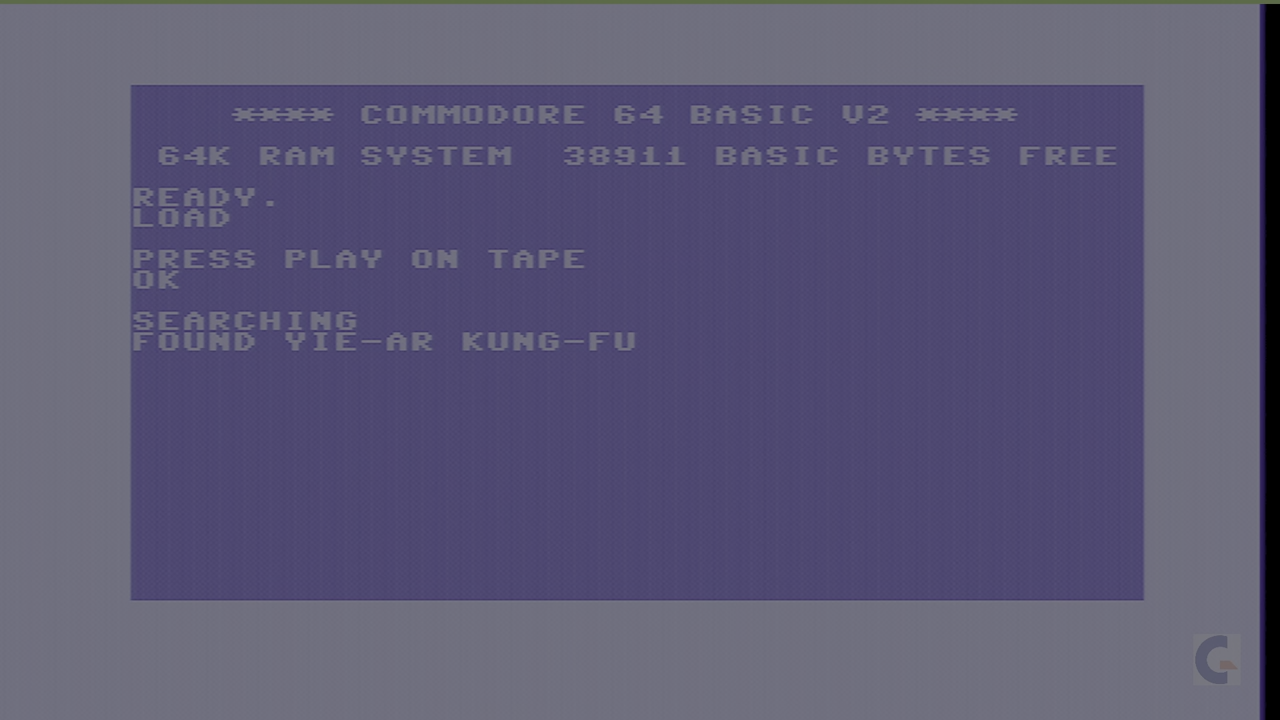 **** COMMODORE 64 BASIC V2 ****
64K RAM SYSTEM  38911 BASIC BYTES FREE
READY.
LOAD
PRESS PLAY ON TAPE
OK
SEARCHING
FOUND YIE-AR KUNG-FU